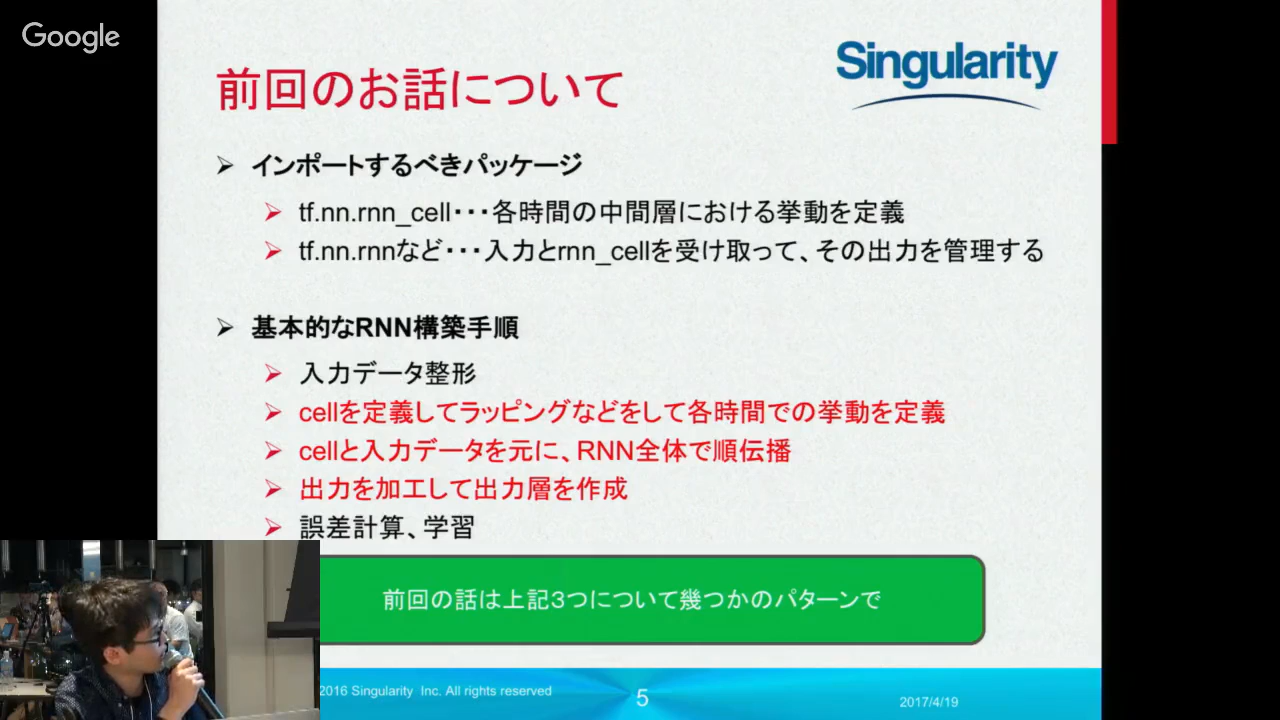 Google
Singularity
前回のお話について
インポートするべきパッケージ
tf.nn.rnn_cell・・・各時間の中間層における挙動を定義
tf.nn.rnnなど・・・入力とrnn_cellを受け取って、その出力を管理する
基本的なRNN構築手順
入力データ整形
cellを定義してラッピングなどをして各時間での挙動を定義
cellと入力データを元に、RNN全体で順伝播
出力を加工して出力層を作成
誤差計算、学習
前回の話は上記3つについて幾つかのパターンで
2016 Singularity Inc. All rights reserved
5
2017/4/19